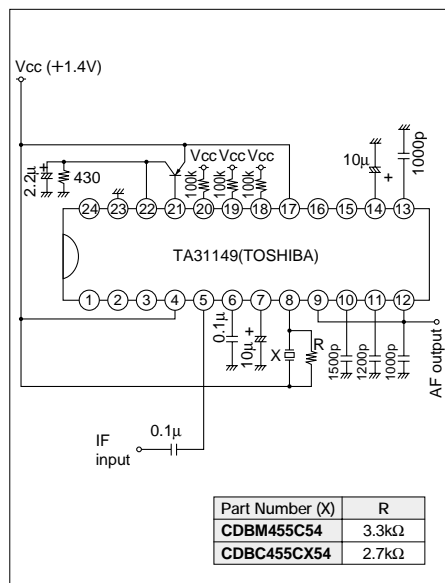 Vcc (+1.4V)
2.2μ
+
430
Vcc Vcc Vcc
100k 100k 100k
10μ
+
1000p
24 23 22 21 20 19 18 17 16 15 14 13
TA31149(TOSHIBA)
1 2 3 4 5 6 7 8 9 10 11 12
0.1μ
10μ
+
X
R
1500p
1200p
1000p
AF output
IF
input
0.1μ
Part Number (X) R
CDBM455C54 3.3kΩ
CDBC455CX54 2.7kΩ